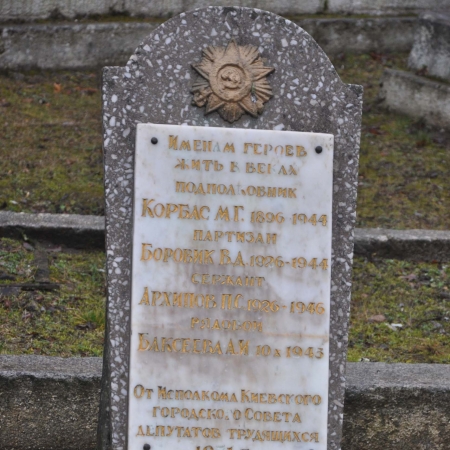 Именам героев
жить в веках
подполковник
Корбас М.Г. 1896-1944
партизан
Боровик В.А. 1926-1944
сержант
Архипов П.С. 1926-1946
рядовой
1943
От Исполкома Киевского
городского Совета
депутатов трудящихся